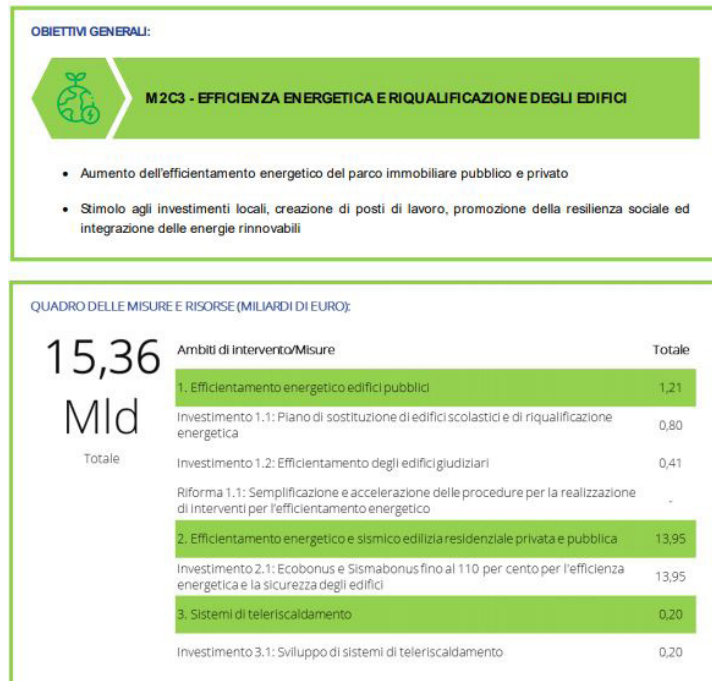 OBIETTIVI GENERALI:
M2C3 - EFFICIENZA ENERGETICA E RIQUALIFICAZIONE DEGLI EDIFICI
• Aumento dell'efficientamento energetico del parco immobiliare pubblico e privato
• Stimolo agli investimenti locali, creazione di posti di lavoro, promozione della resilienza sociale ed
integrazione delle energie rinnovabili
QUADRO DELLE MISURE E RISORSE (MILIARDI DI EURO):
15,36
Mld
Totale
Ambiti di intervento/Misure Totale
1. Efficientamento energetico edifici pubblici 1,21
Investimento 1.1: Piano di sostituzione di edifici scolastici e di riqualificazione
energetica 0,80
Investimento 1.2: Efficientamento degli edifici giudiziari 0,41
Riforma 1.1: Semplificazione e accelerazione delle procedure per la realizzazione
di interventi per l'efficientamento energetico -
2. Efficientamento energetico e sismico edilizia residenziale privata e pubblica 13,95
Investimento 2.1: Ecobonus e Sismabonus fino al 110 per cento per l'efficienza
energetica e la sicurezza degli edifici 13,95
3. Sistemi di teleriscaldamento 0,20
Investimento 3.1: Sviluppo di sistemi di teleriscaldamento 0,20